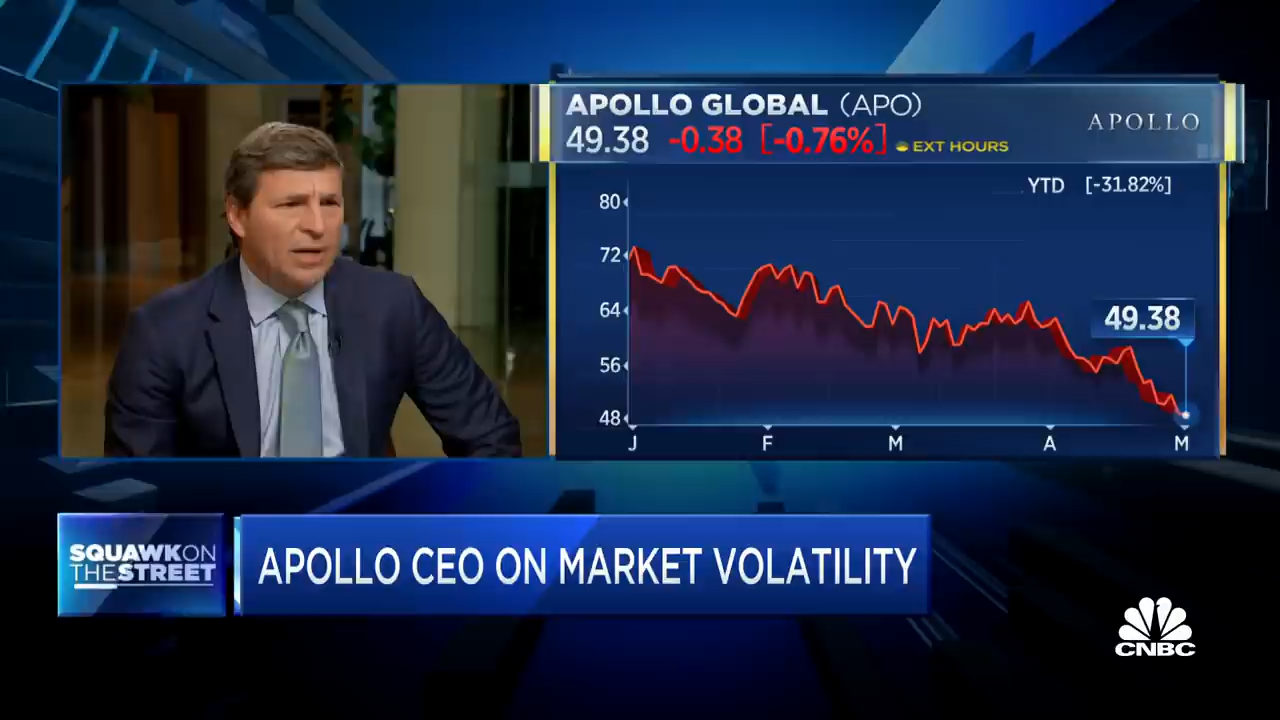 APOLLO GLOBAL (APO)
49.38 -0.38 [-0.76%] EXT HOURS
APOLLO
YTD [-31.82%]
80
72
64
56
48
49.38
J F M A M
SQUAWK ON
THE STREET
APOLLO CEO ON MARKET VOLATILITY
CNBC